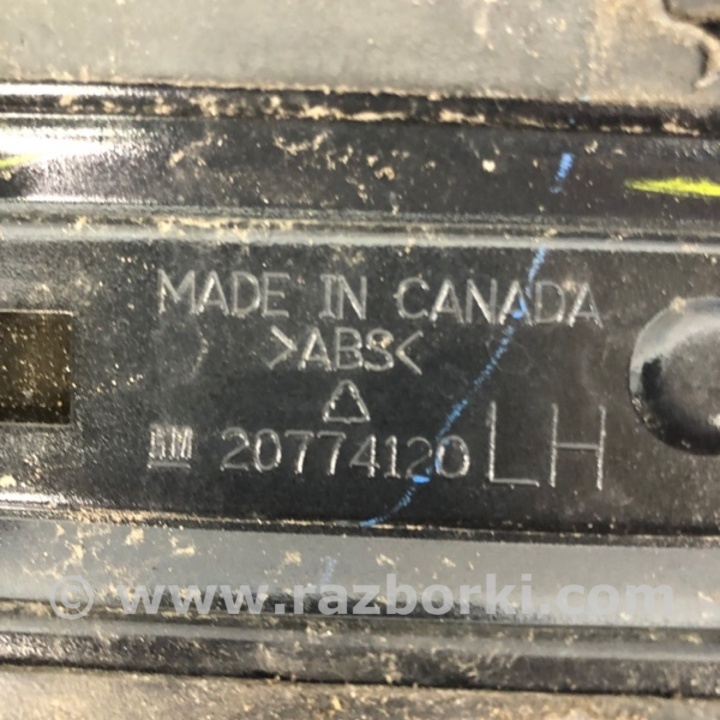 MADE IN CANADA
>ABS<
GM 20774120 LH
© www.razborki.com